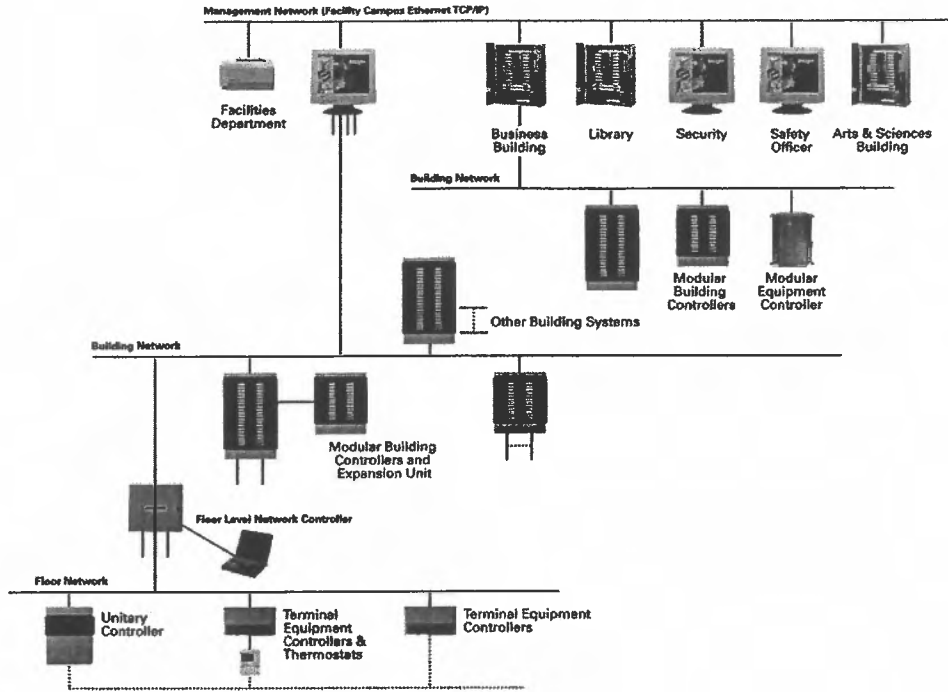 Management Network (Facility Campus Ethernet TCP/IP)
Facilities
Department
Business
Building
Library
Security
Safety
Officer
Arts & Sciences
Building
Building Network
Modular
Building
Controllers
Modular
Equipment
Controller
Other Building Systems
Building Network
Modular Building
Controllers and
Expansion Unit
Floor Level Network Controller
Floor Network
Unitary
Controller
Terminal
Equipment
Controllers &
Thermostats
Terminal Equipment
Controllers